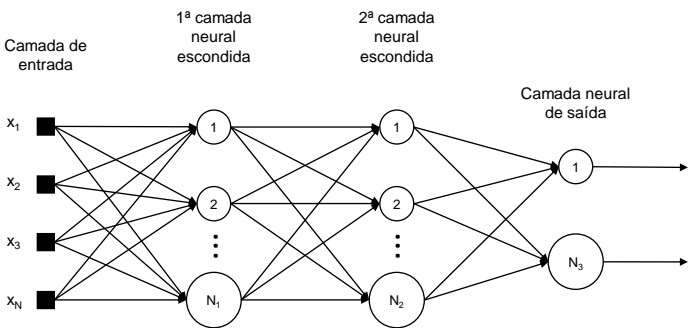 1ª camada
neural
escondida
2ª camada
neural
escondida
Camada de
entrada
Camada neural
de saída
x₁
1
1
1
x₂
2
2
x₃
N₃
x_N
N₁
N₂